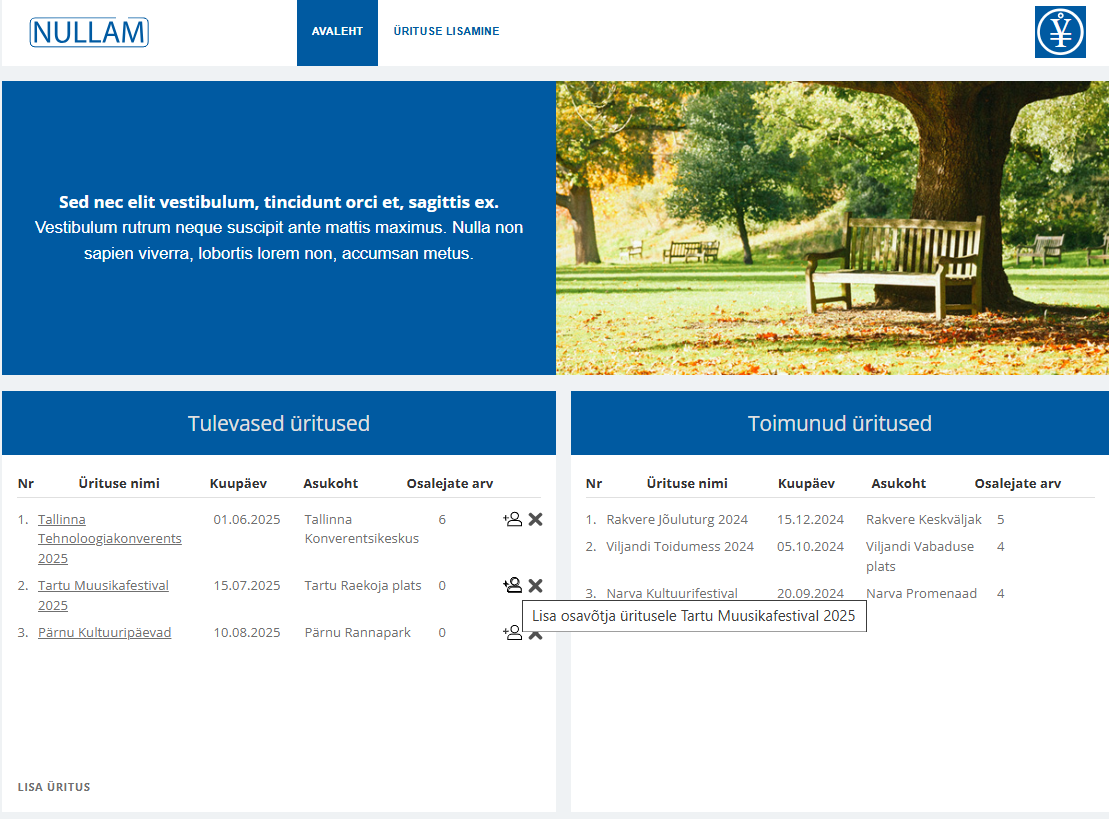 NULLAM
AVALEHT
ÜRITUSE LISAMINE
Sed nec elit vestibulum, tincidunt orci et, sagittis ex.
Vestibulum rutrum neque suscipit ante mattis maximus. Nulla non
sapien viverra, lobortis lorem non, accumsan metus.
Tulevased üritused
Nr Ürituse nimi Kuupäev Asukoht Osalejate arv
1. Tallinna 01.06.2025 Tallinna 6
Tehnoloogiakonverents Konverentsikeskus
2025
2. Tartu Muusikafestival 15.07.2025 Tartu Raekoja plats 0
2025
3. Pärnu Kultuuripäevad 10.08.2025 Pärnu Rannapark 0
LISA ÜRITUS
Toimunud üritused
Nr Ürituse nimi Kuupäev Asukoht Osalejate arv
1. Rakvere Jõuluturg 2024 15.12.2024 Rakvere Keskväljak 5
2. Viljandi Toidumess 2024 05.10.2024 Viljandi Vabaduse 4
plats
3. Narva Kultuurifestival 20.09.2024 Narva Promenaad 4
Lisa osavõtja üritusele Tartu Muusikafestival 2025